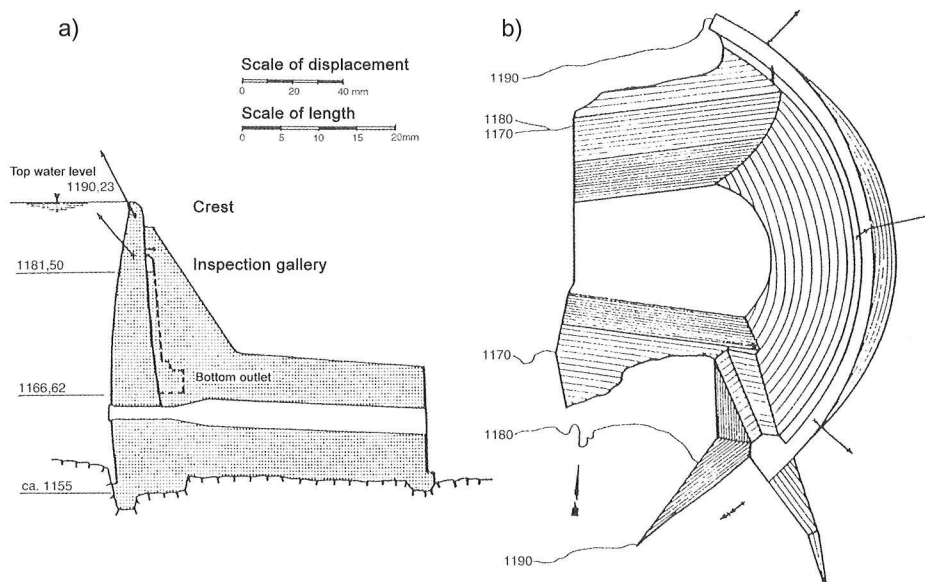 a)
Scale of displacement
0 20 40 mm
Scale of length
0 5 10 15 20mm
Top water level
1190,23
Crest
1181,50
Inspection gallery
Bottom outlet
1166,62
ca. 1155
b)
1190
1180
1170
1170
1180
1190